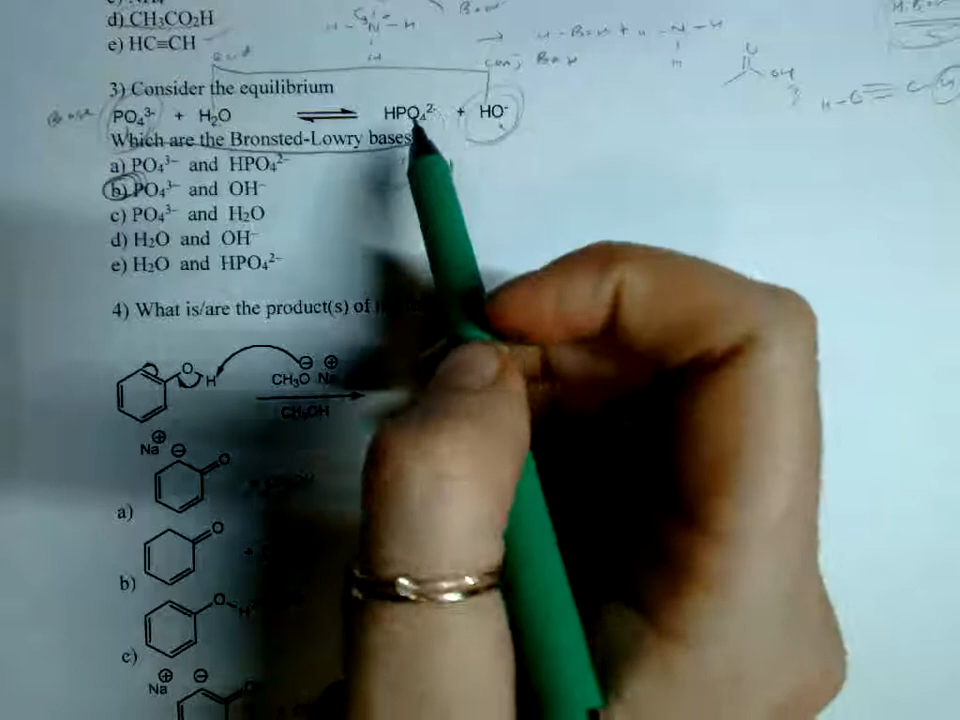 d) CH₃CO₂H
e) HC≡CH
acid
3) Consider the equilibrium
Base PO₄³⁻ + H₂O ⇌ HPO₄²⁻ + HO⁻
Which are the Bronsted-Lowry bases
a) PO₄³⁻ and HPO₄²⁻
b) PO₄³⁻ and OH⁻
c) PO₄³⁻ and H₂O
d) H₂O and OH⁻
e) H₂O and HPO₄²⁻
4) What is/are the product(s) of
O H
⊖ ⊕
CH₃O Na
CH₃OH
Na ⊕ ⊖
O
a)
O
b)
O H
c)
Na ⊕ ⊖